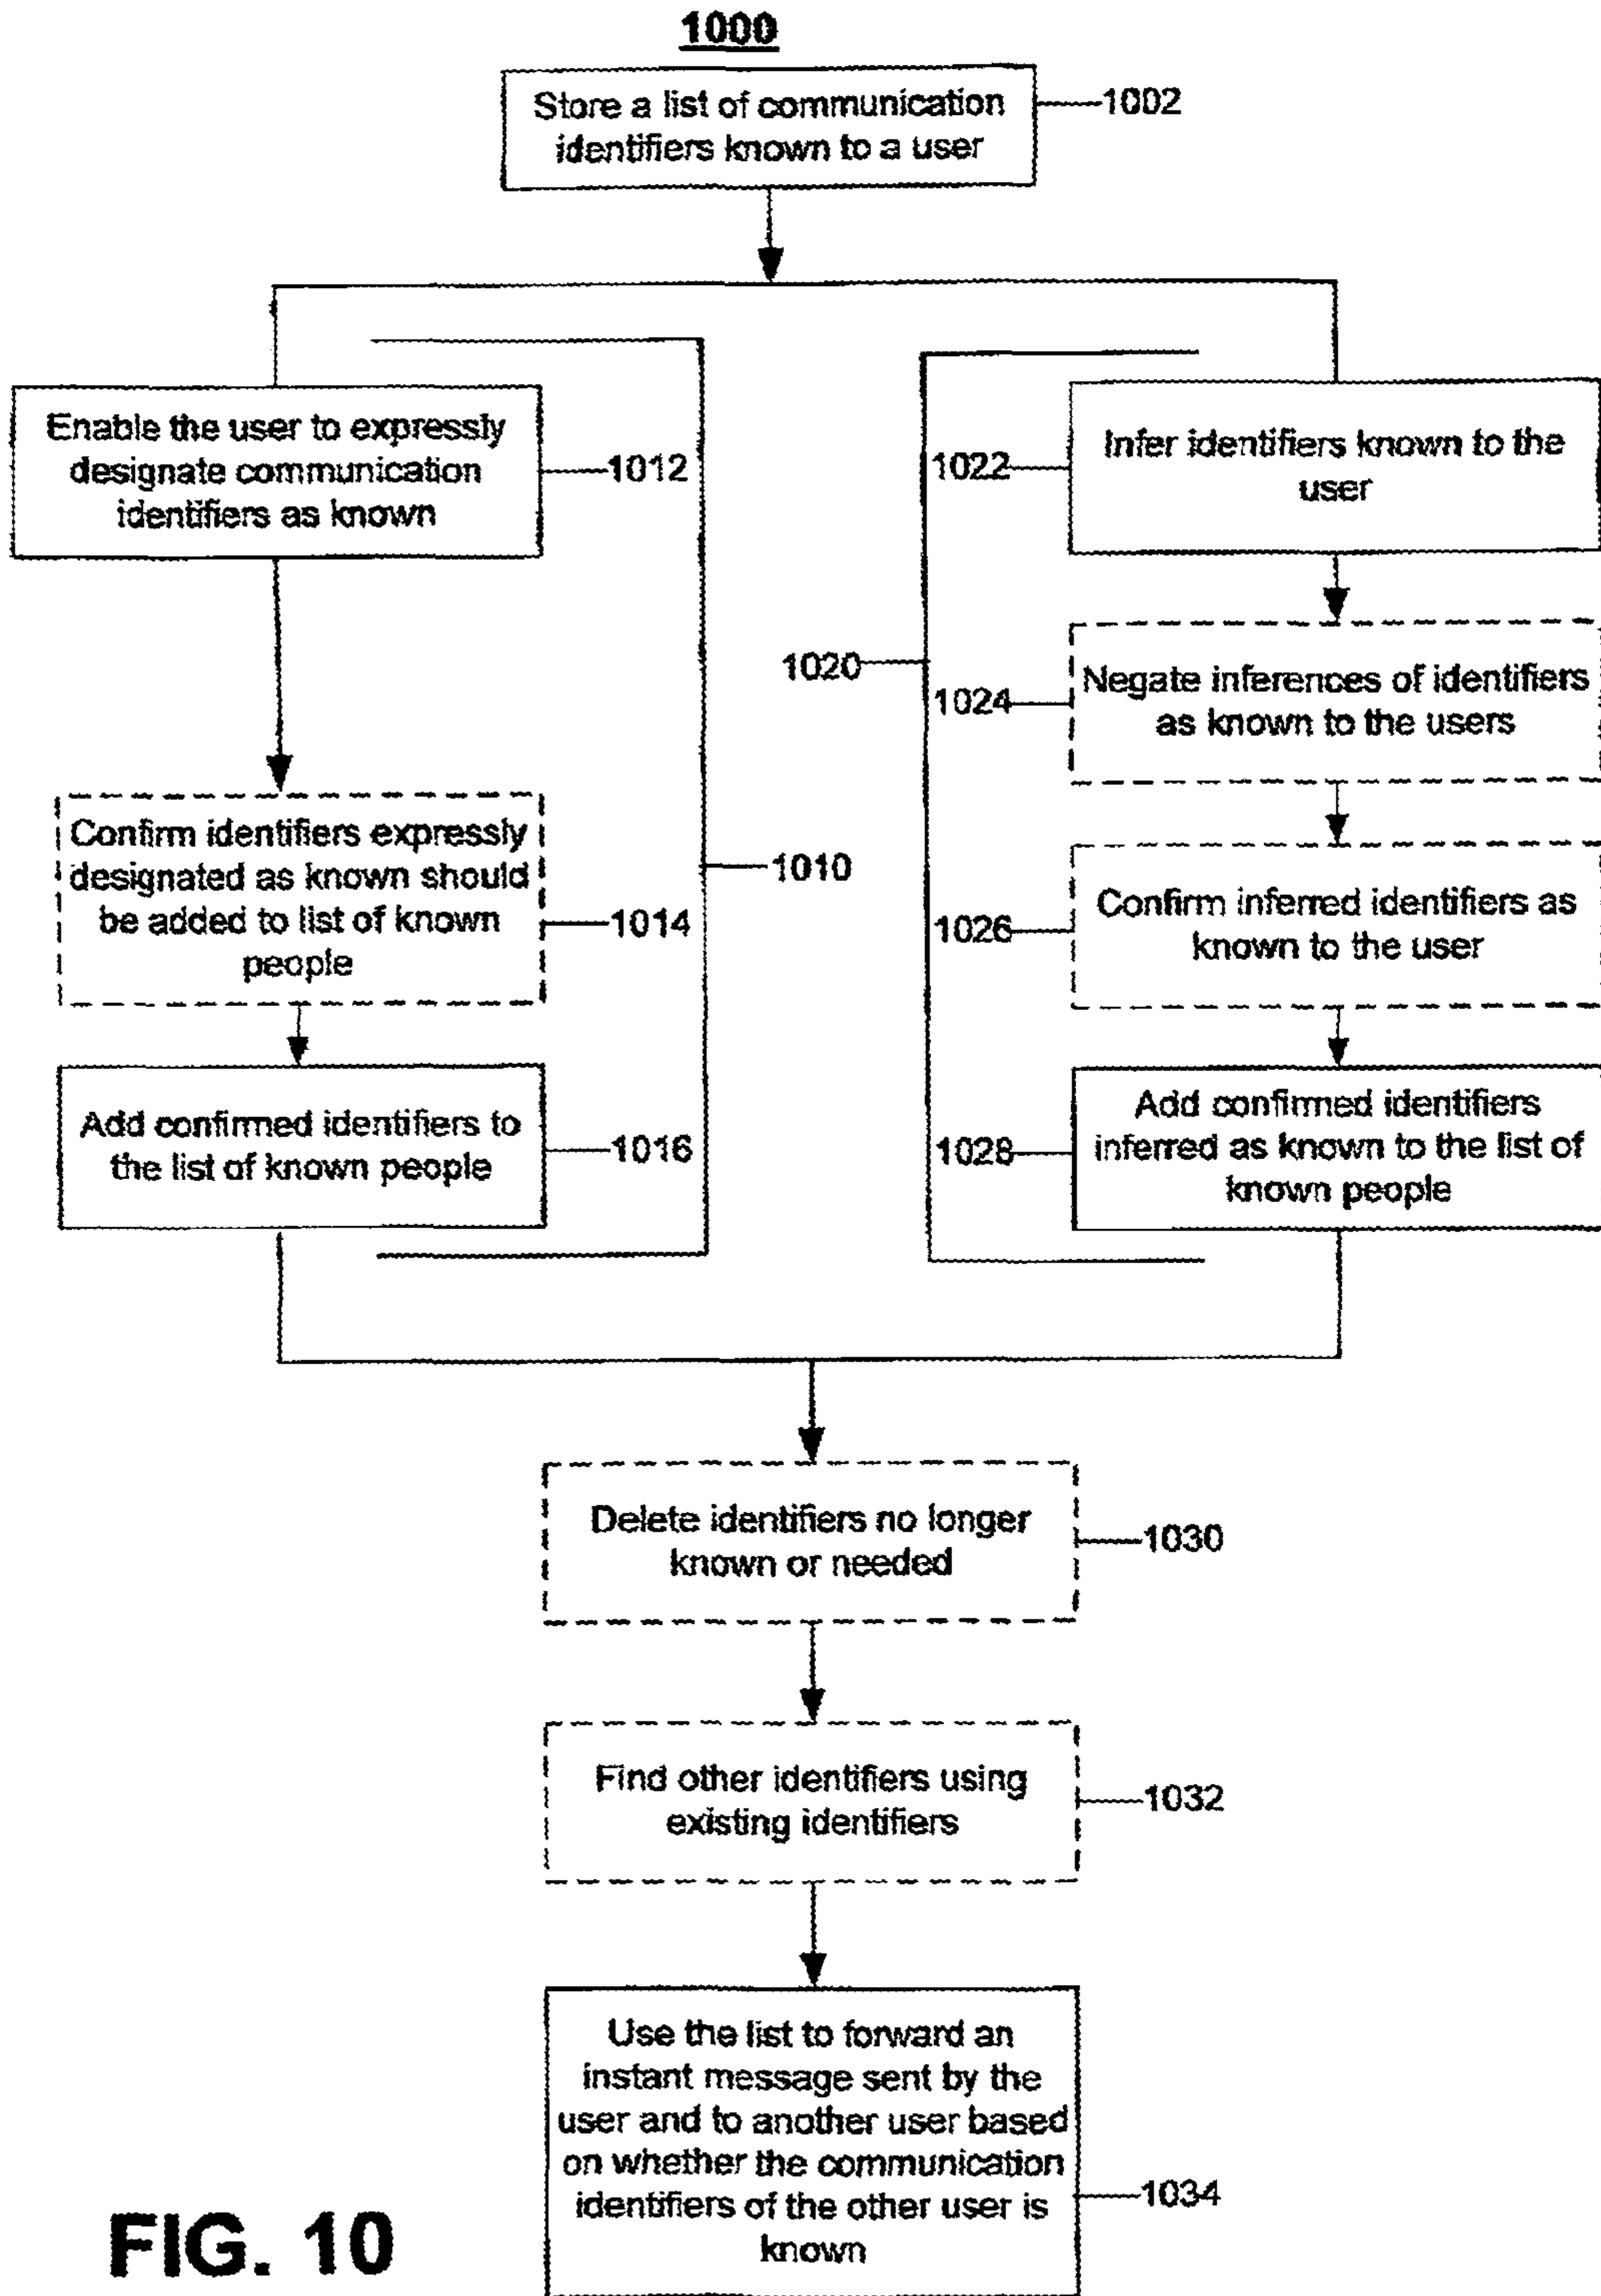 1000
Store a list of communication
identifiers known to a user
1002
Enable the user to expressly
designate communication
identifiers as known
1012
Confirm identifiers expressly
designated as known should
be added to list of known
people
1014
Add confirmed identifiers to
the list of known people
1016
1010
1020
1022
Infer identifiers known to the
user
1024
Negate inferences of identifiers
as known to the users
1026
Confirm inferred identifiers as
known to the user
1028
Add confirmed identifiers
inferred as known to the list of
known people
Delete identifiers no longer
known or needed
1030
Find other identifiers using
existing identifiers
1032
Use the list to forward an
instant message sent by the
user and to another user based
on whether the communication
identifiers of the other user is
known
1034
FIG. 10